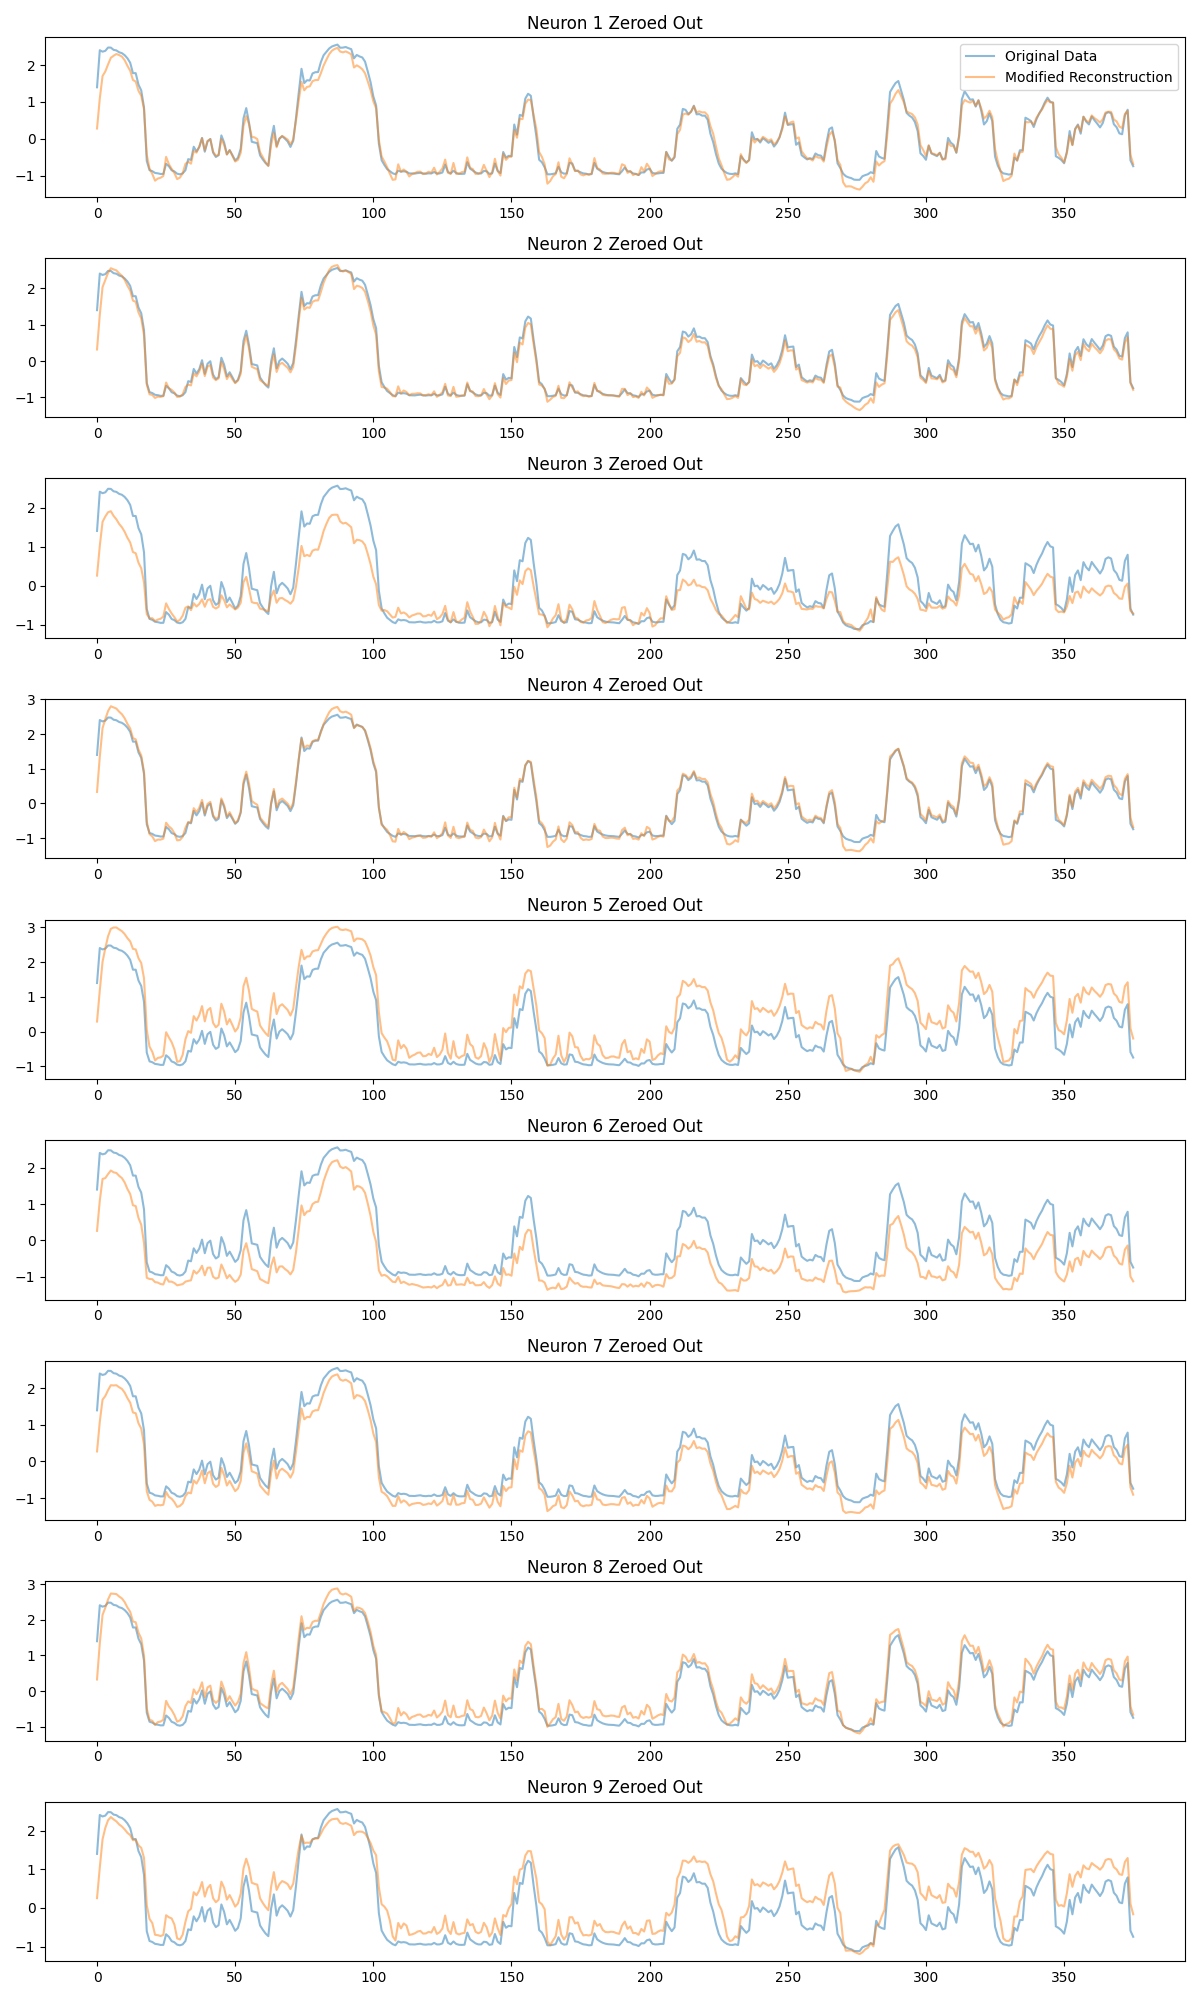 Neuron 1 Zeroed Out
Original Data
Modified Reconstruction
2
1
0
−1
0 50 100 150 200 250 300 350
Neuron 2 Zeroed Out
2
1
0
−1
0 50 100 150 200 250 300 350
Neuron 3 Zeroed Out
2
1
0
−1
0 50 100 150 200 250 300 350
Neuron 4 Zeroed Out
3
2
1
0
−1
0 50 100 150 200 250 300 350
Neuron 5 Zeroed Out
3
2
1
0
−1
0 50 100 150 200 250 300 350
Neuron 6 Zeroed Out
2
1
0
−1
0 50 100 150 200 250 300 350
Neuron 7 Zeroed Out
2
1
0
−1
0 50 100 150 200 250 300 350
Neuron 8 Zeroed Out
3
2
1
0
−1
0 50 100 150 200 250 300 350
Neuron 9 Zeroed Out
2
1
0
−1
0 50 100 150 200 250 300 350